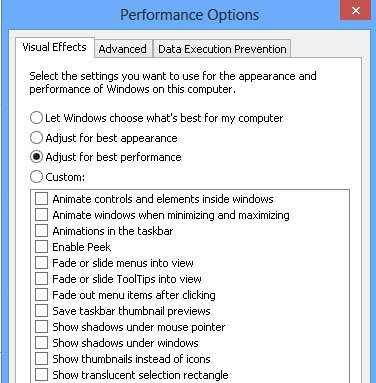 Performance Options
Visual Effects Advanced Data Execution Prevention
Select the settings you want to use for the appearance and
performance of Windows on this computer.
Let Windows choose what's best for my computer
Adjust for best appearance
Adjust for best performance
Custom:
Animate controls and elements inside windows
Animate windows when minimizing and maximizing
Animations in the taskbar
Enable Peek
Fade or slide menus into view
Fade or slide ToolTips into view
Fade out menu items after clicking
Save taskbar thumbnail previews
Show shadows under mouse pointer
Show shadows under windows
Show thumbnails instead of icons
Show translucent selection rectangle